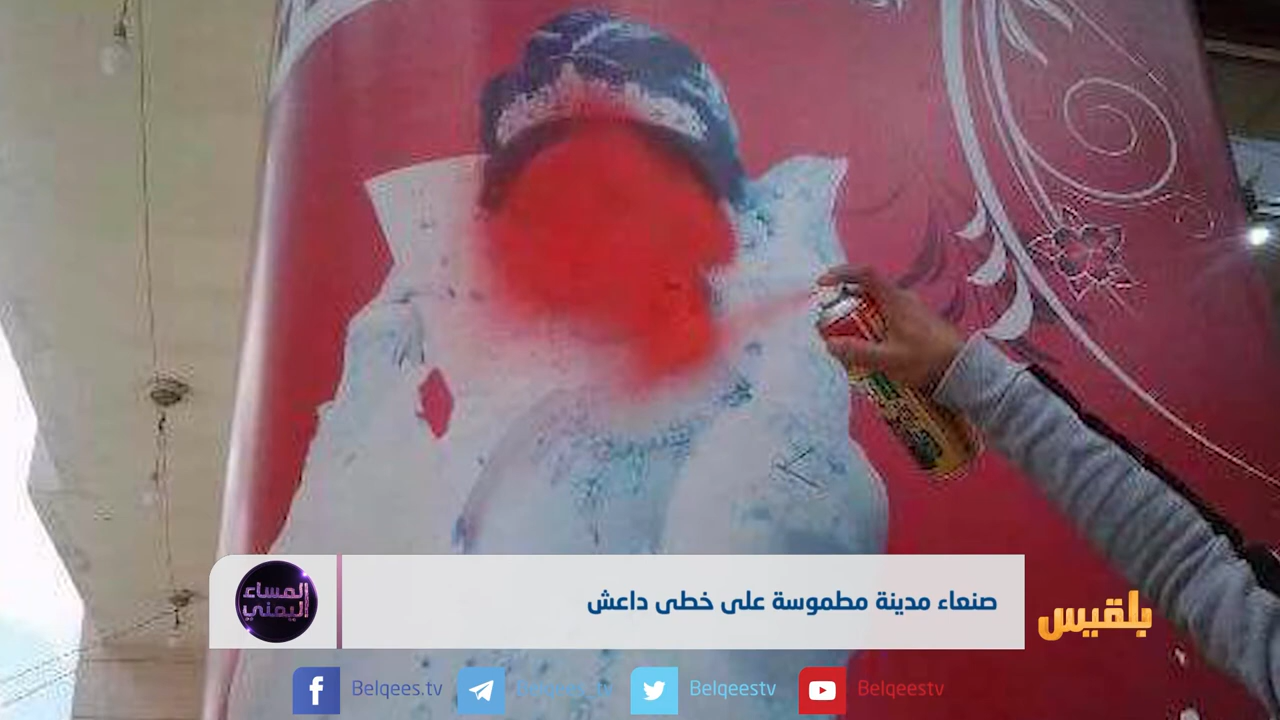 المساء
اليمني
صنعاء مدينة مطموسة على خطى داعش
بلقيس
Belqees.tv
Belqeestv
Belqeestv